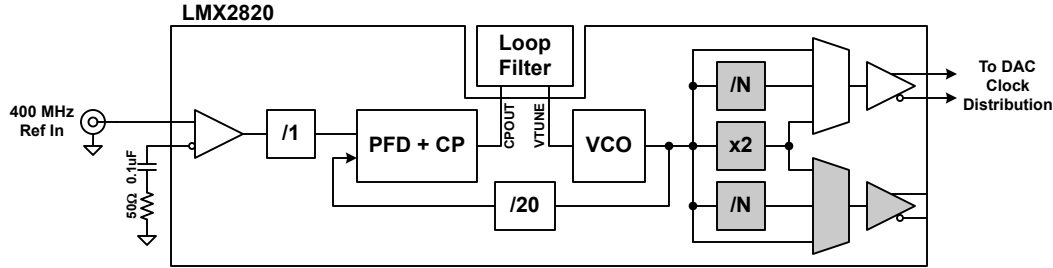 LMX2820
Loop
Filter
400 MHz
Ref In
/1
PFD + CP
CPOUT
VTUNE
VCO
/N
x2
/N
/20
50Ω 0.1uF
To DAC
Clock
Distribution